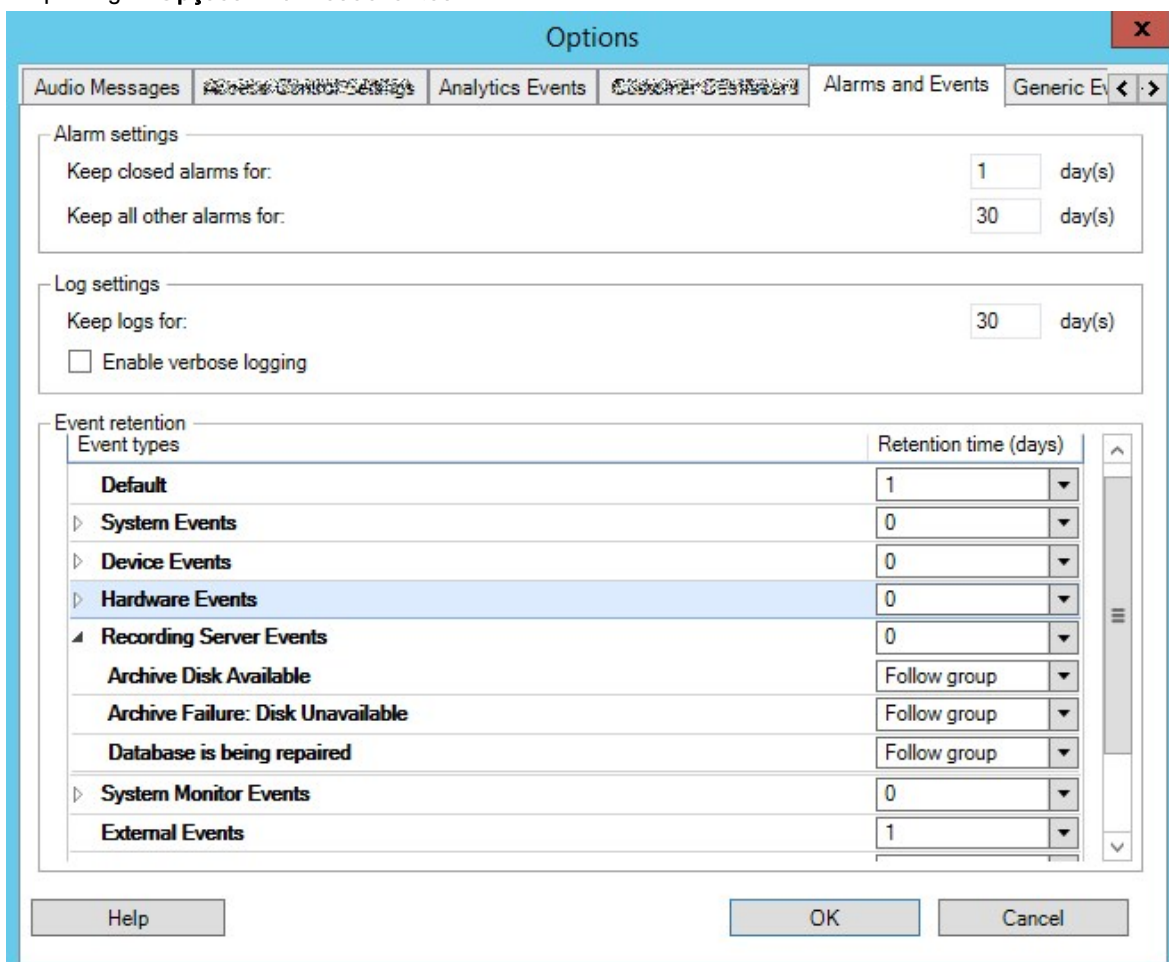 Options
x
Audio Messages Analytics Events Alarms and Events Generic Ev
Alarm settings
Keep closed alarms for: 1 day(s)
Keep all other alarms for: 30 day(s)
Log settings
Keep logs for: 30 day(s)
Enable verbose logging
Event retention
Event types Retention time (days)
Default 1
System Events 0
Device Events 0
Hardware Events 0
Recording Server Events 0
Archive Disk Available Follow group
Archive Failure: Disk Unavailable Follow group
Database is being repaired Follow group
System Monitor Events 0
External Events 1
Help OK Cancel